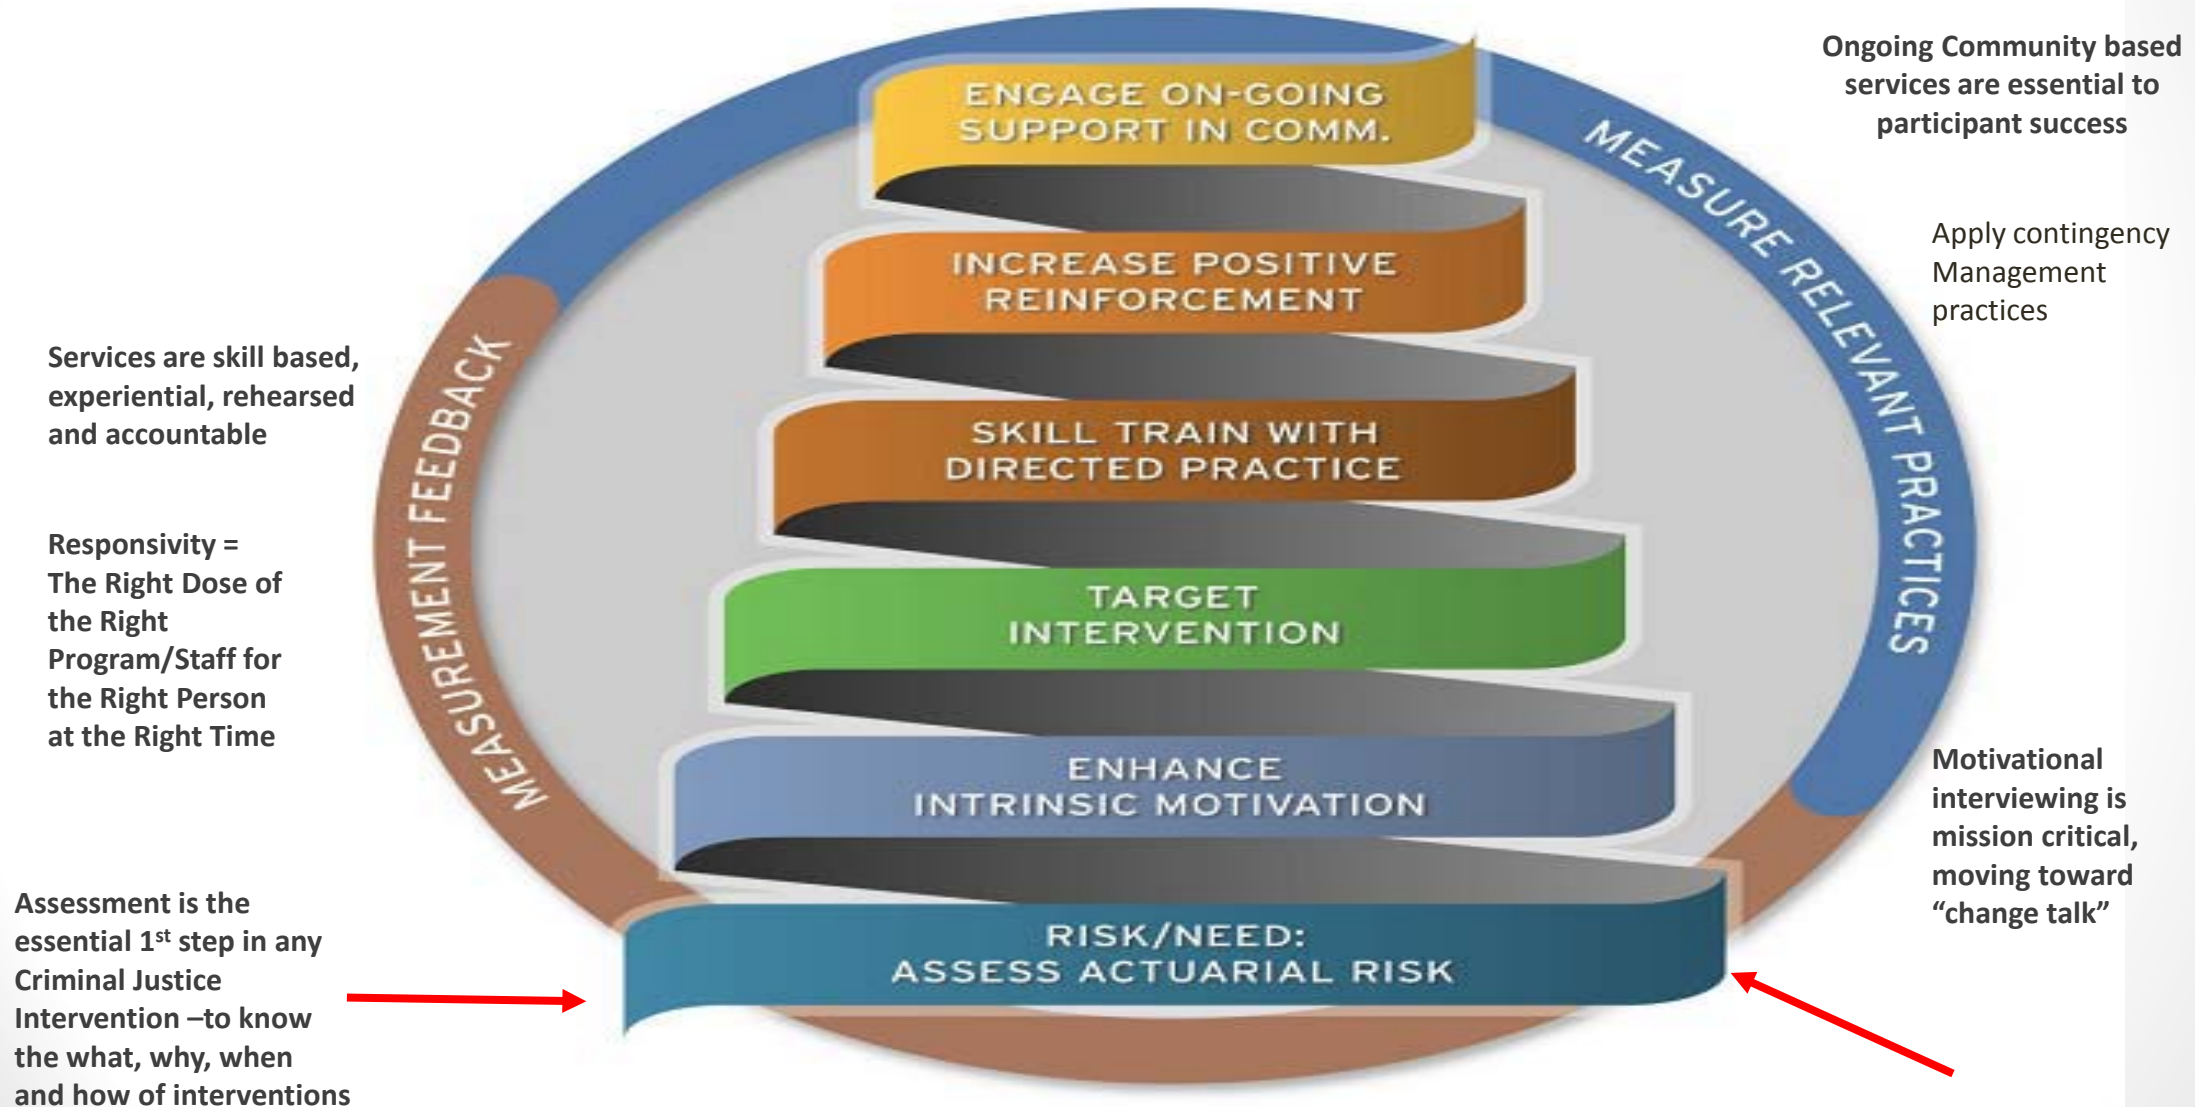 Ongoing Community based
services are essential to
participant success
ENGAGE ON-GOING
SUPPORT IN COMM.
MEASURE RELEVANT PRACTICES
Apply contingency
Management
practices
INCREASE POSITIVE
REINFORCEMENT
Services are skill based,
experiential, rehearsed
and accountable
MEASUREMENT FEEDBACK
SKILL TRAIN WITH
DIRECTED PRACTICE
Responsivity =
The Right Dose of
the Right
Program/Staff for
the Right Person
at the Right Time
TARGET
INTERVENTION
ENHANCE
INTRINSIC MOTIVATION
Motivational
interviewing is
mission critical,
moving toward
“change talk”
Assessment is the
essential 1st step in any
Criminal Justice
Intervention –to know
the what, why, when
and how of interventions
RISK/NEED:
ASSESS ACTUARIAL RISK